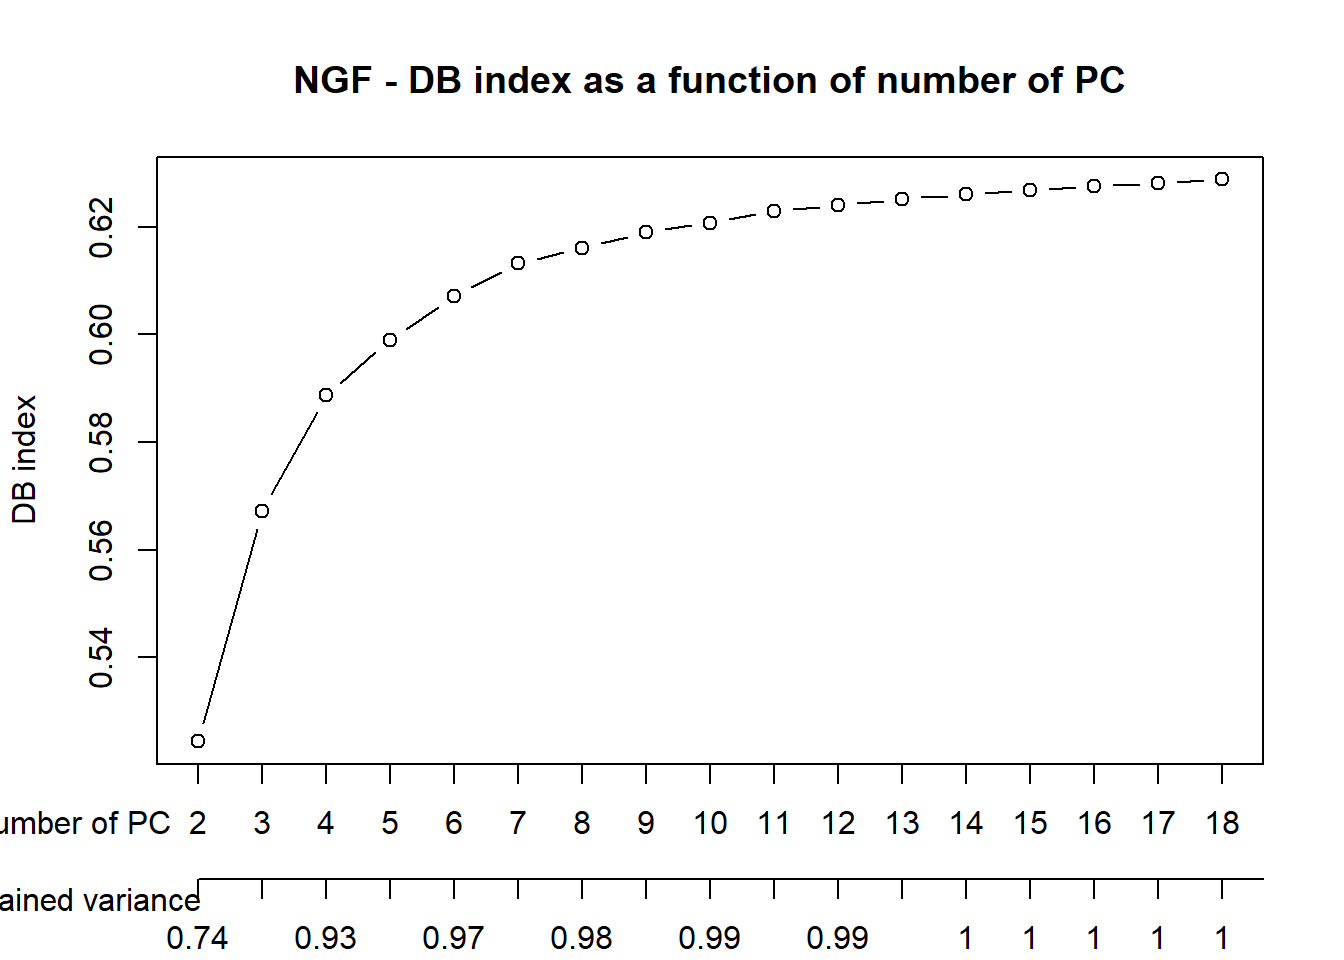 NGF - DB index as a function of number of PC
DB index
0.62
0.60
0.58
0.56
0.54
umber of PC 2 3 4 5 6 7 8 9 10 11 12 13 14 15 16 17 18
ained variance
0.74 0.93 0.97 0.98 0.99 0.99 1 1 1 1 1